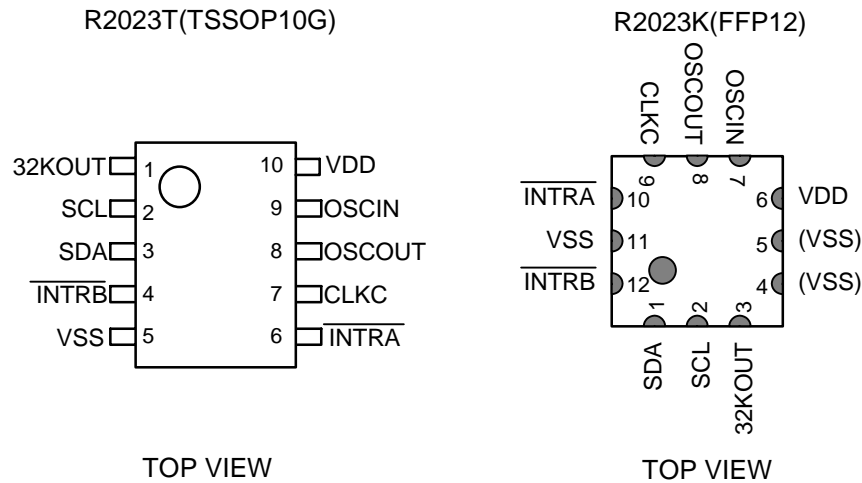 R2023T(TSSOP10G)
32KOUT 1 10 VDD
SCL 2 9 OSCIN
SDA 3 8 OSCOUT
INTRB 4 7 CLKC
VSS 5 6 INTRA
TOP VIEW
R2023K(FFP12)
CLKC OSCOUT OSCIN
9 8 7
INTRA 10 6 VDD
VSS 11 5 (VSS)
INTRB 12 4 (VSS)
1 2 3
SDA SCL 32KOUT
TOP VIEW